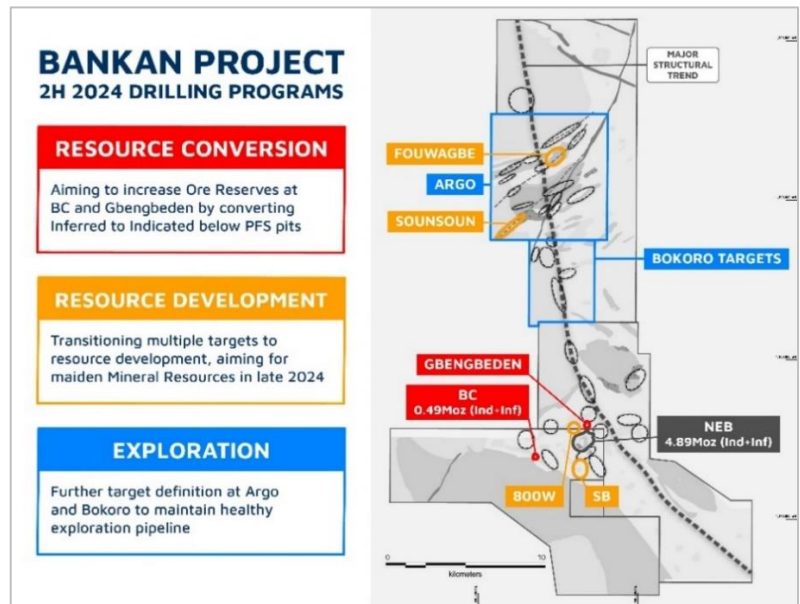 BANKAN PROJECT
2H 2024 DRILLING PROGRAMS
RESOURCE CONVERSION
Aiming to increase Ore Reserves at
BC and Gbengbeden by converting
Inferred to Indicated below PFS pits
RESOURCE DEVELOPMENT
Transitioning multiple targets to
resource development, aiming for
maiden Mineral Resources in late 2024
EXPLORATION
Further target definition at Argo
and Bokoro to maintain healthy
exploration pipeline
MAJOR
STRUCTURAL
TREND
FOUWAGBE
ARGO
SOUNSOUN
BOKORO TARGETS
GBENGBEDEN
BC
0.49Moz (Ind+Inf)
NEB
4.89Moz (Ind+Inf)
800W
SB
0
10
kilometers